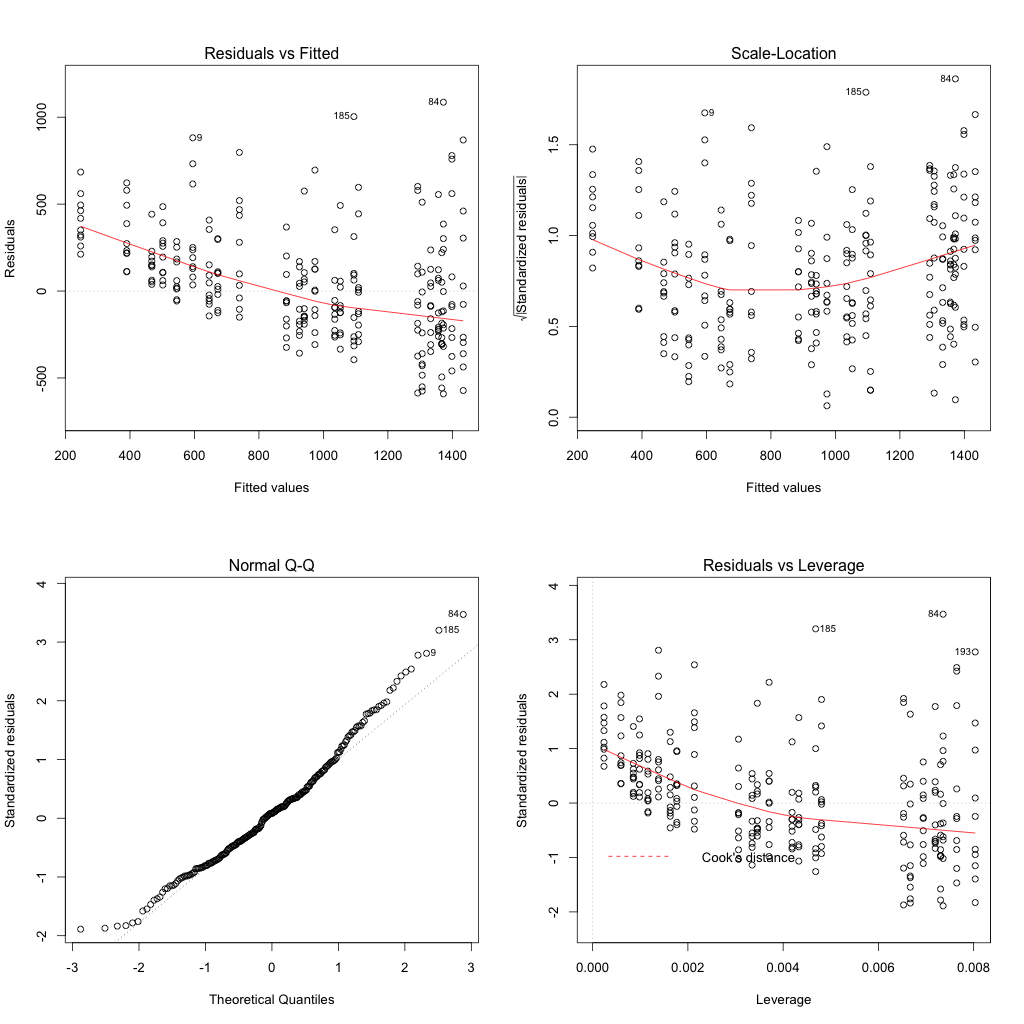 Residuals vs Fitted
1000
500
0
-500
Residuals
84
185
9
200 400 600 800 1000 1200 1400
Fitted values
Scale-Location
1.5
1.0
0.5
0.0
√|Standardized residuals|
84
185
9
200 400 600 800 1000 1200 1400
Fitted values
Normal Q-Q
4
3
2
1
0
-1
-2
Standardized residuals
84
185
9
-3 -2 -1 0 1 2 3
Theoretical Quantiles
Residuals vs Leverage
4
3
2
1
0
-1
-2
Standardized residuals
84
185
193
Cook's distance
0.000 0.002 0.004 0.006 0.008
Leverage